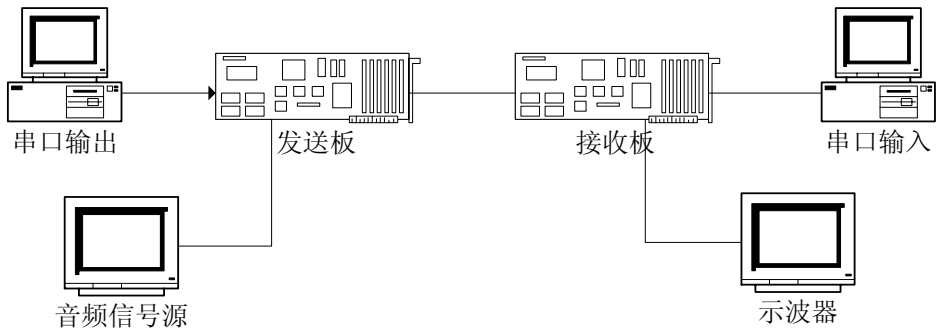 串口输出
发送板
接收板
串口输入
音频信号源
示波器